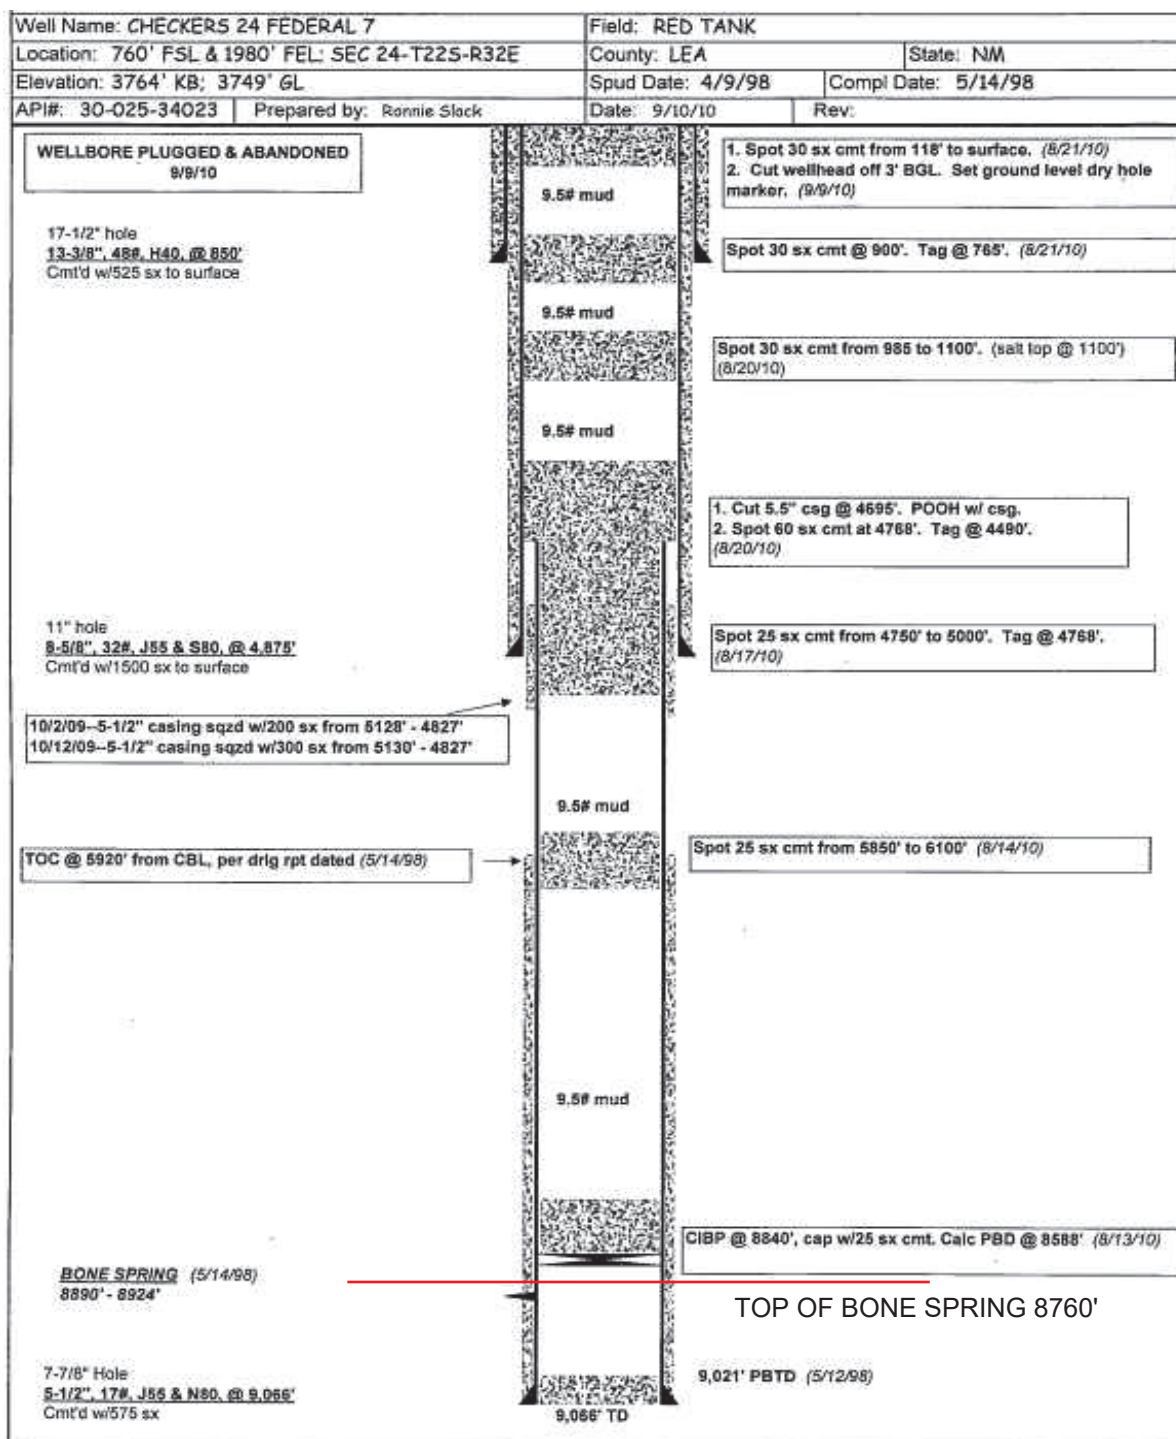 Well Name: CHECKERS 24 FEDERAL 7
Field: RED TANK
Location: 760' FSL & 1980' FEL; SEC 24-T22S-R32E
County: LEA
State: NM
Elevation: 3764' KB; 3749' GL
Spud Date: 4/9/98
Compl Date: 5/14/98
API#: 30-025-34023
Prepared by: Ronnie Slack
Date: 9/10/10
Rev:
WELLBORE PLUGGED & ABANDONED
9/9/10
1. Spot 30 sx cmt from 118' to surface. (8/21/10)
2. Cut wellhead off 3' BGL. Set ground level dry hole
marker. (9/9/10)
9.5# mud
17-1/2" hole
13-3/8", 48#, H40, @ 850'
Cmt'd w/525 sx to surface
Spot 30 sx cmt @ 900'. Tag @ 765'. (8/21/10)
9.5# mud
Spot 30 sx cmt from 985 to 1100'. (salt top @ 1100')
(8/20/10)
9.5# mud
1. Cut 5.5" csg @ 4695'. POOH w/ csg.
2. Spot 60 sx cmt at 4768'. Tag @ 4490'.
(8/20/10)
11" hole
8-5/8", 32#, J55 & S80, @ 4,875'
Cmt'd w/1500 sx to surface
Spot 25 sx cmt from 4750' to 5000'. Tag @ 4768'.
(8/17/10)
10/2/09--5-1/2" casing sqzd w/200 sx from 5128' - 4827'
10/12/09--5-1/2" casing sqzd w/300 sx from 5130' - 4827'
9.5# mud
TOC @ 5920' from CBL, per drlg rpt dated (5/14/98)
Spot 25 sx cmt from 5850' to 6100' (8/14/10)
9.5# mud
CIBP @ 8840', cap w/25 sx cmt. Calc PBD @ 8588' (8/13/10)
BONE SPRING (5/14/98)
8890' - 8924'
TOP OF BONE SPRING 8760'
7-7/8" Hole
5-1/2", 17#, J55 & N80, @ 9,066'
Cmt'd w/575 sx
9,021' PBTD (5/12/98)
9,066' TD